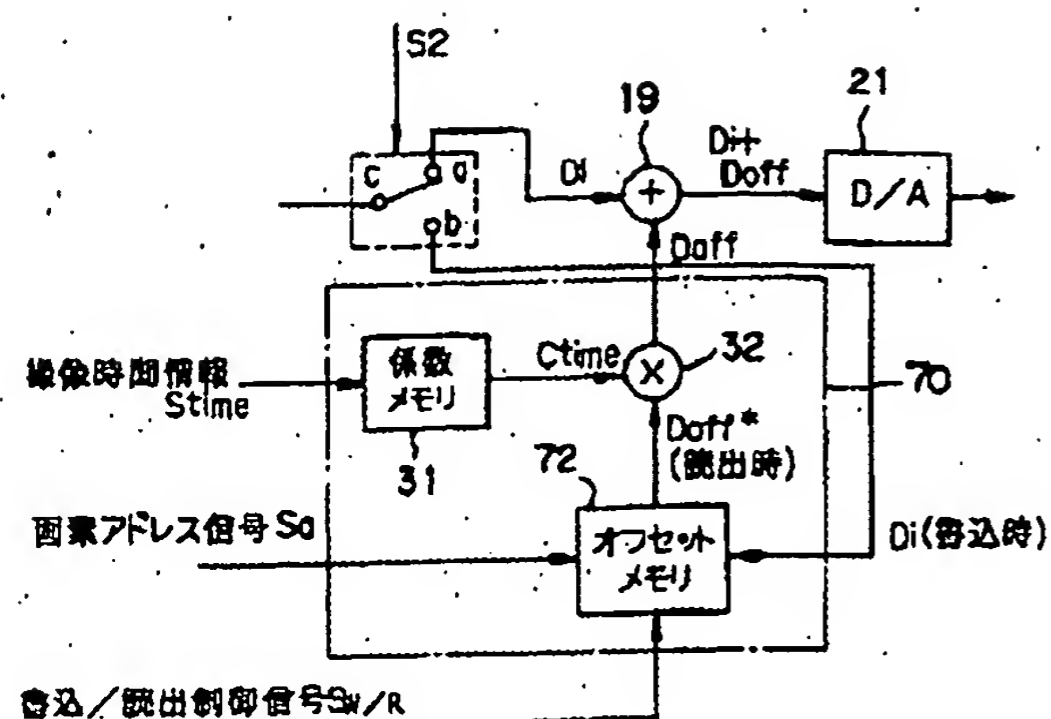 S2
19
21
c a
b
Di
+
Di+
Doff
D/A
Doff
撮像時間情報
Stime
係数
メモリ
31
Ctime
×
32
70
Doff*
(読出時)
72
画素アドレス信号Sa
オフセット
メモリ
Di(書込時)
書込/読出制御信号SW/R